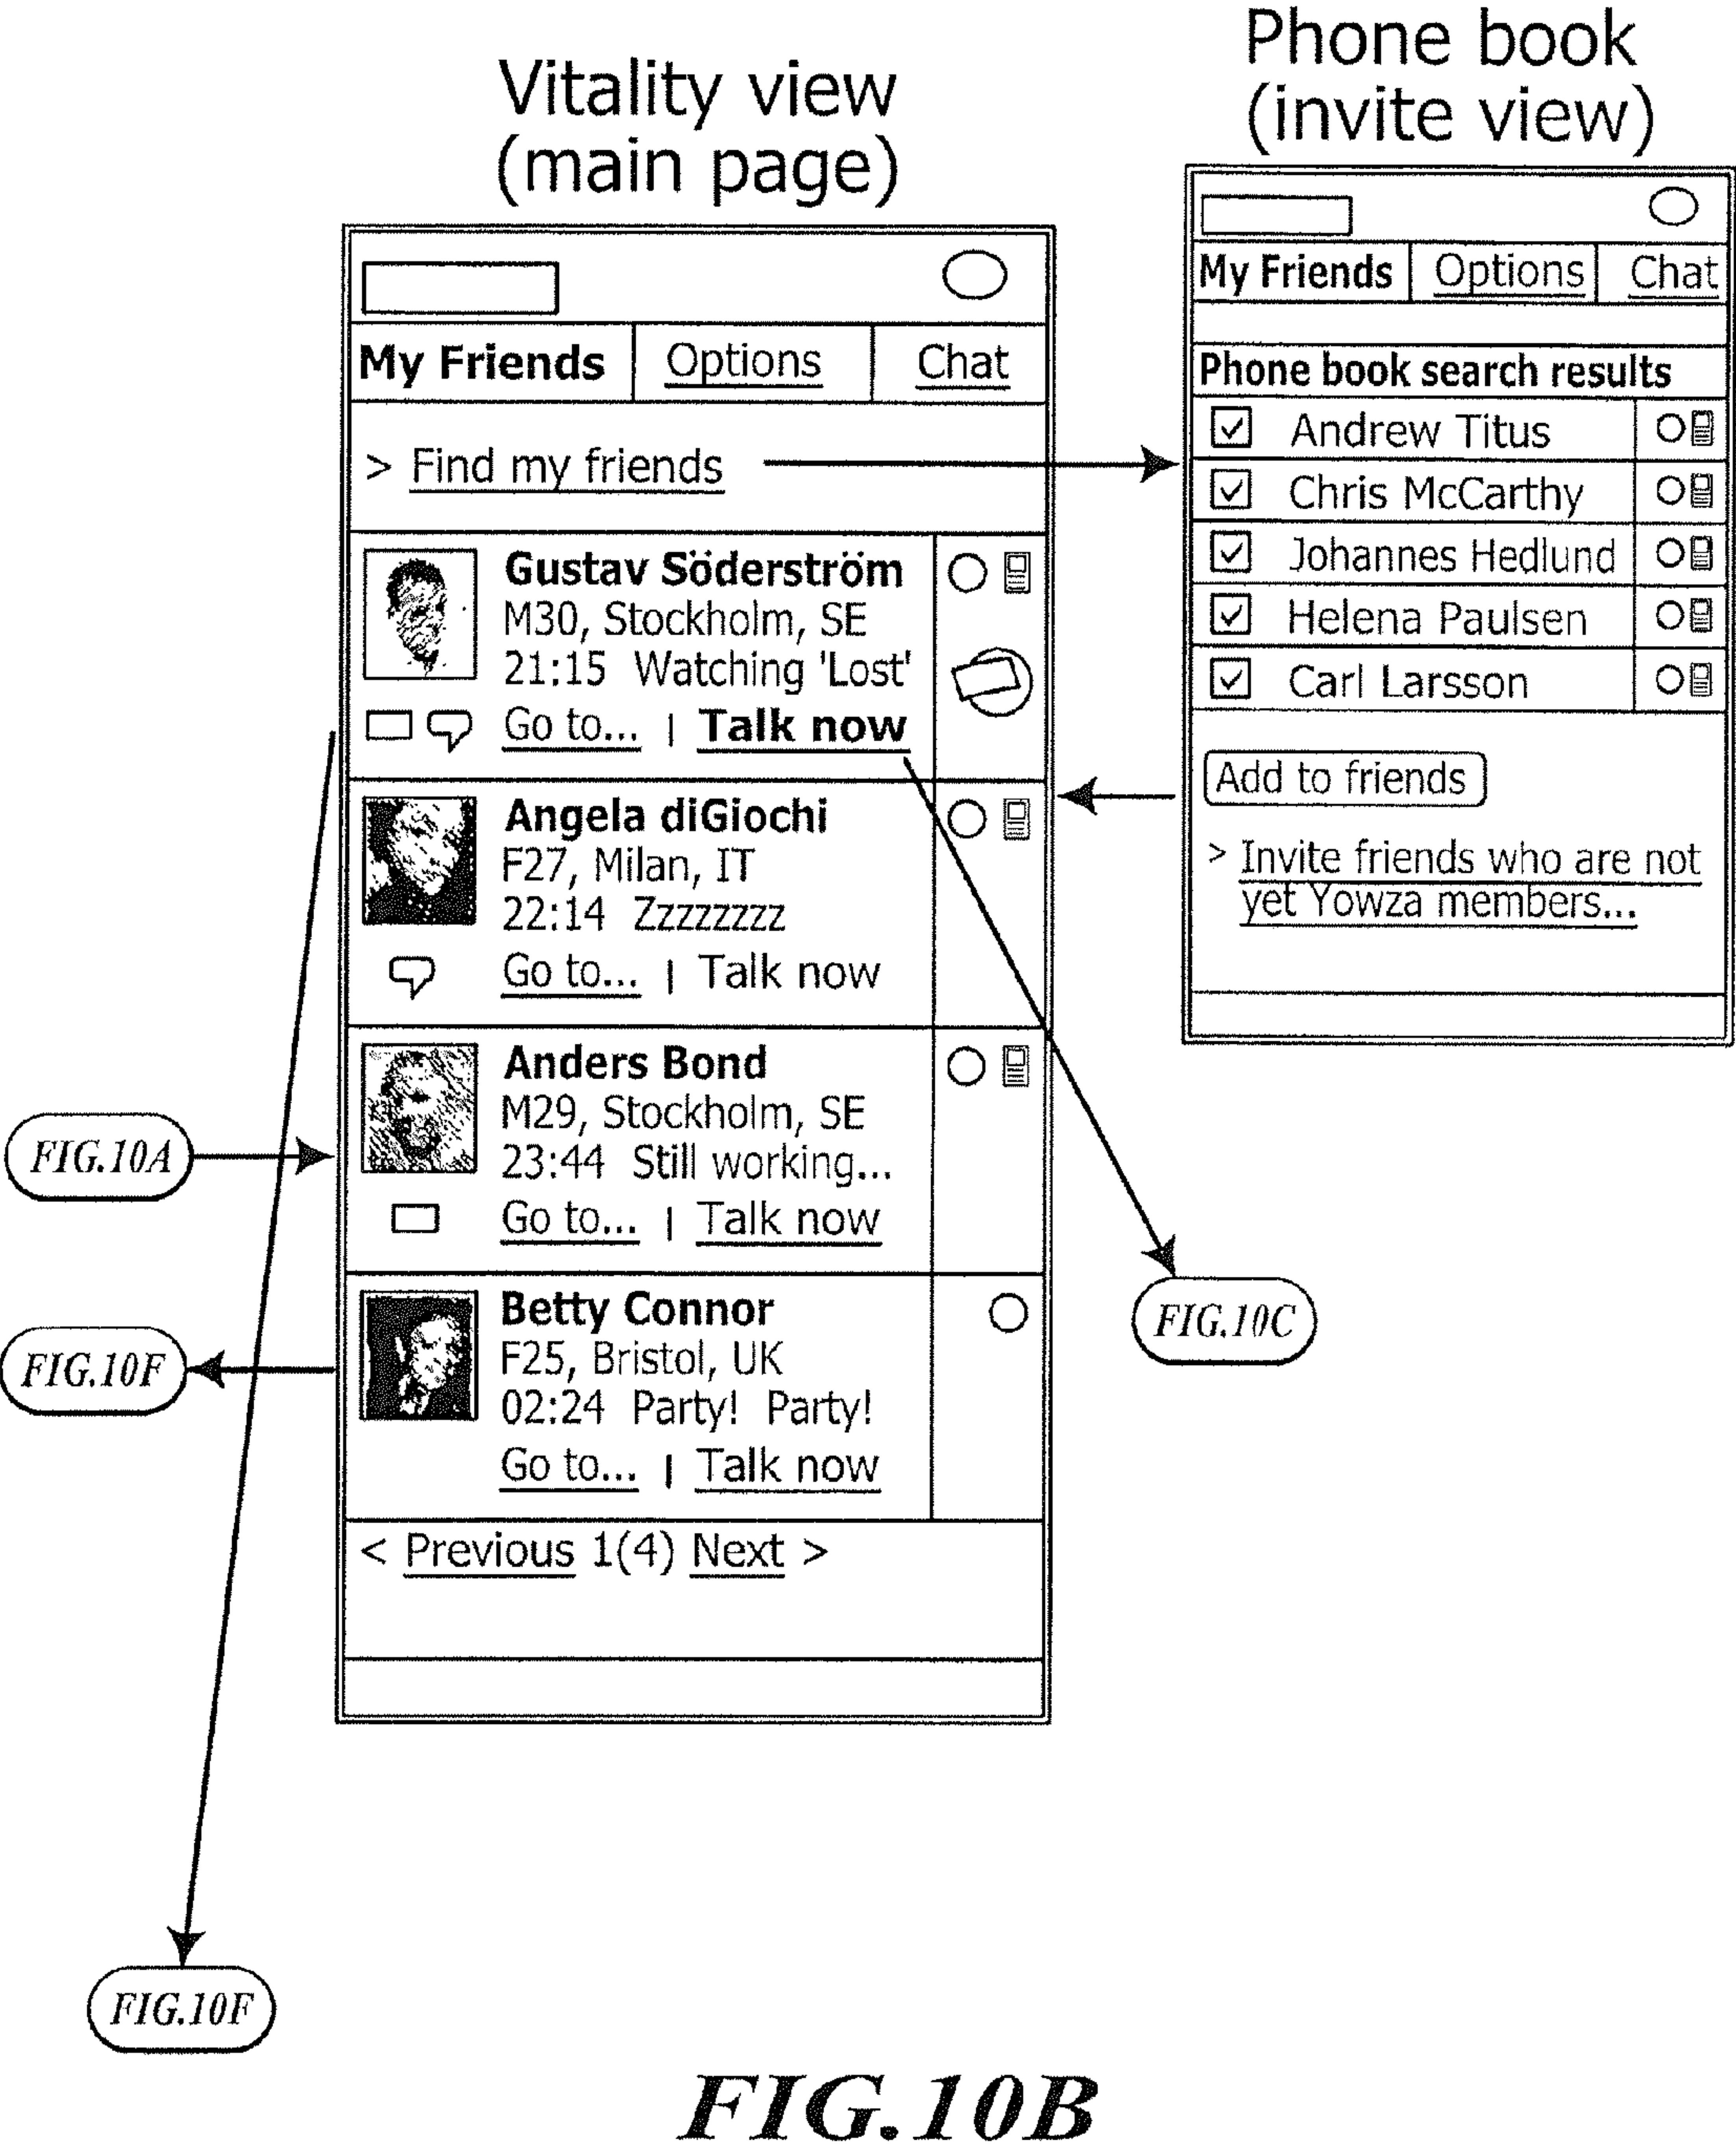 Vitality view
(main page)
My Friends
Options
Chat
> Find my friends
Gustav Söderström
M30, Stockholm, SE
21:15 Watching 'Lost'
Go to... | Talk now
Angela diGiochi
F27, Milan, IT
22:14 Zzzzzzzz
Go to... | Talk now
Anders Bond
M29, Stockholm, SE
23:44 Still working...
Go to... | Talk now
Betty Connor
F25, Bristol, UK
02:24 Party! Party!
Go to... | Talk now
< Previous 1(4) Next >
Phone book
(invite view)
My Friends
Options
Chat
Phone book search results
Andrew Titus
Chris McCarthy
Johannes Hedlund
Helena Paulsen
Carl Larsson
Add to friends
> Invite friends who are not
yet Yowza members...
FIG.10A
FIG.10F
FIG.10C
FIG.10F
FIG.10B